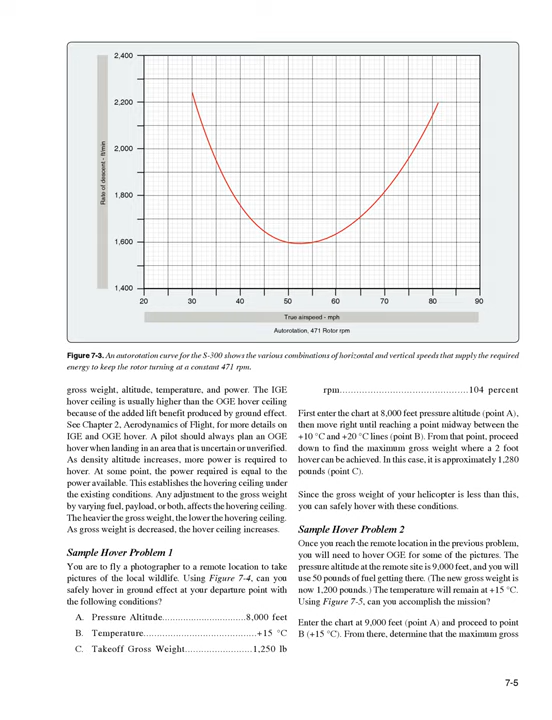 2,400
2,200
2,000
1,800
1,600
1,400
Rate of descent - ft/min
20 30 40 50 60 70 80 90
True airspeed - mph
Autorotation, 471 Rotor rpm
Figure 7-3. An autorotation curve for the S-300 shows the various combinations of horizontal and vertical speeds that supply the required
energy to keep the rotor turning at a constant 471 rpm.
gross weight, altitude, temperature, and power. The IGE
hover ceiling is usually higher than the OGE hover ceiling
because of the added lift benefit produced by ground effect.
See Chapter 2, Aerodynamics of Flight, for more details on
IGE and OGE hover. A pilot should always plan an OGE
hover when landing in an area that is uncertain or unverified.
As density altitude increases, more power is required to
hover. At some point, the power required is equal to the
power available. This establishes the hovering ceiling under
the existing conditions. Any adjustment to the gross weight
by varying fuel, payload, or both, affects the hovering ceiling.
The heavier the gross weight, the lower the hovering ceiling.
As gross weight is decreased, the hover ceiling increases.
Sample Hover Problem 1
You are to fly a photographer to a remote location to take
pictures of the local wildlife. Using Figure 7-4, can you
safely hover in ground effect at your departure point with
the following conditions?
A. Pressure Altitude..............................8,000 feet
B. Temperature..........................................+15 °C
C. Takeoff Gross Weight.........................1,250 lb
rpm................................................104 percent
First enter the chart at 8,000 feet pressure altitude (point A),
then move right until reaching a point midway between the
+10 °C and +20 °C lines (point B). From that point, proceed
down to find the maximum gross weight where a 2 foot
hover can be achieved. In this case, it is approximately 1,280
pounds (point C).
Since the gross weight of your helicopter is less than this,
you can safely hover with these conditions.
Sample Hover Problem 2
Once you reach the remote location in the previous problem,
you will need to hover OGE for some of the pictures. The
pressure altitude at the remote site is 9,000 feet, and you will
use 50 pounds of fuel getting there. (The new gross weight is
now 1,200 pounds.) The temperature will remain at +15 °C.
Using Figure 7-5, can you accomplish the mission?
Enter the chart at 9,000 feet (point A) and proceed to point
B (+15 °C). From there, determine that the maximum gross
7-5